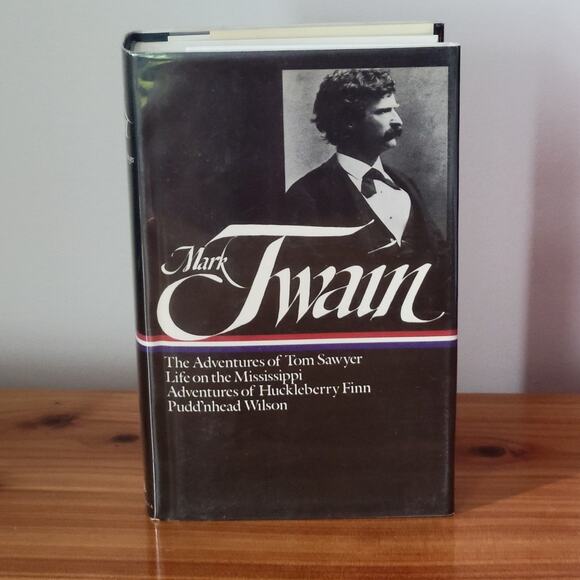 Mark Twain
The Adventures of Tom Sawyer
Life on the Mississippi
Adventures of Huckleberry Finn
Pudd'nhead Wilson